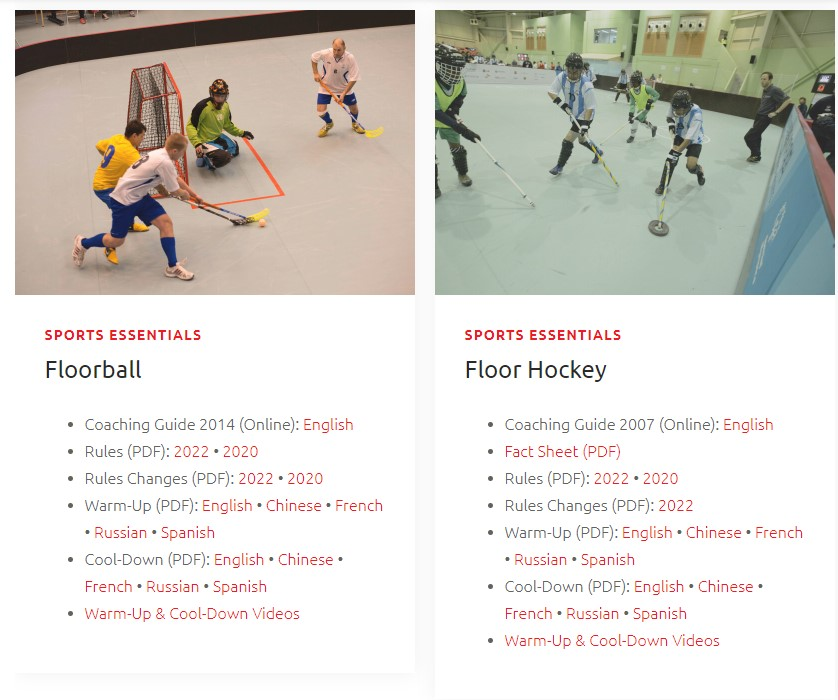 SPORTS ESSENTIALS
Floorball
• Coaching Guide 2014 (Online): English
• Rules (PDF): 2022 • 2020
• Rules Changes (PDF): 2022 • 2020
• Warm-Up (PDF): English • Chinese • French
• Russian • Spanish
• Cool-Down (PDF): English • Chinese •
French • Russian • Spanish
• Warm-Up & Cool-Down Videos
SPORTS ESSENTIALS
Floor Hockey
• Coaching Guide 2007 (Online): English
• Fact Sheet (PDF)
• Rules (PDF): 2022 • 2020
• Rules Changes (PDF): 2022
• Warm-Up (PDF): English • Chinese • French
• Russian • Spanish
• Cool-Down (PDF): English • Chinese •
French • Russian • Spanish
• Warm-Up & Cool-Down Videos